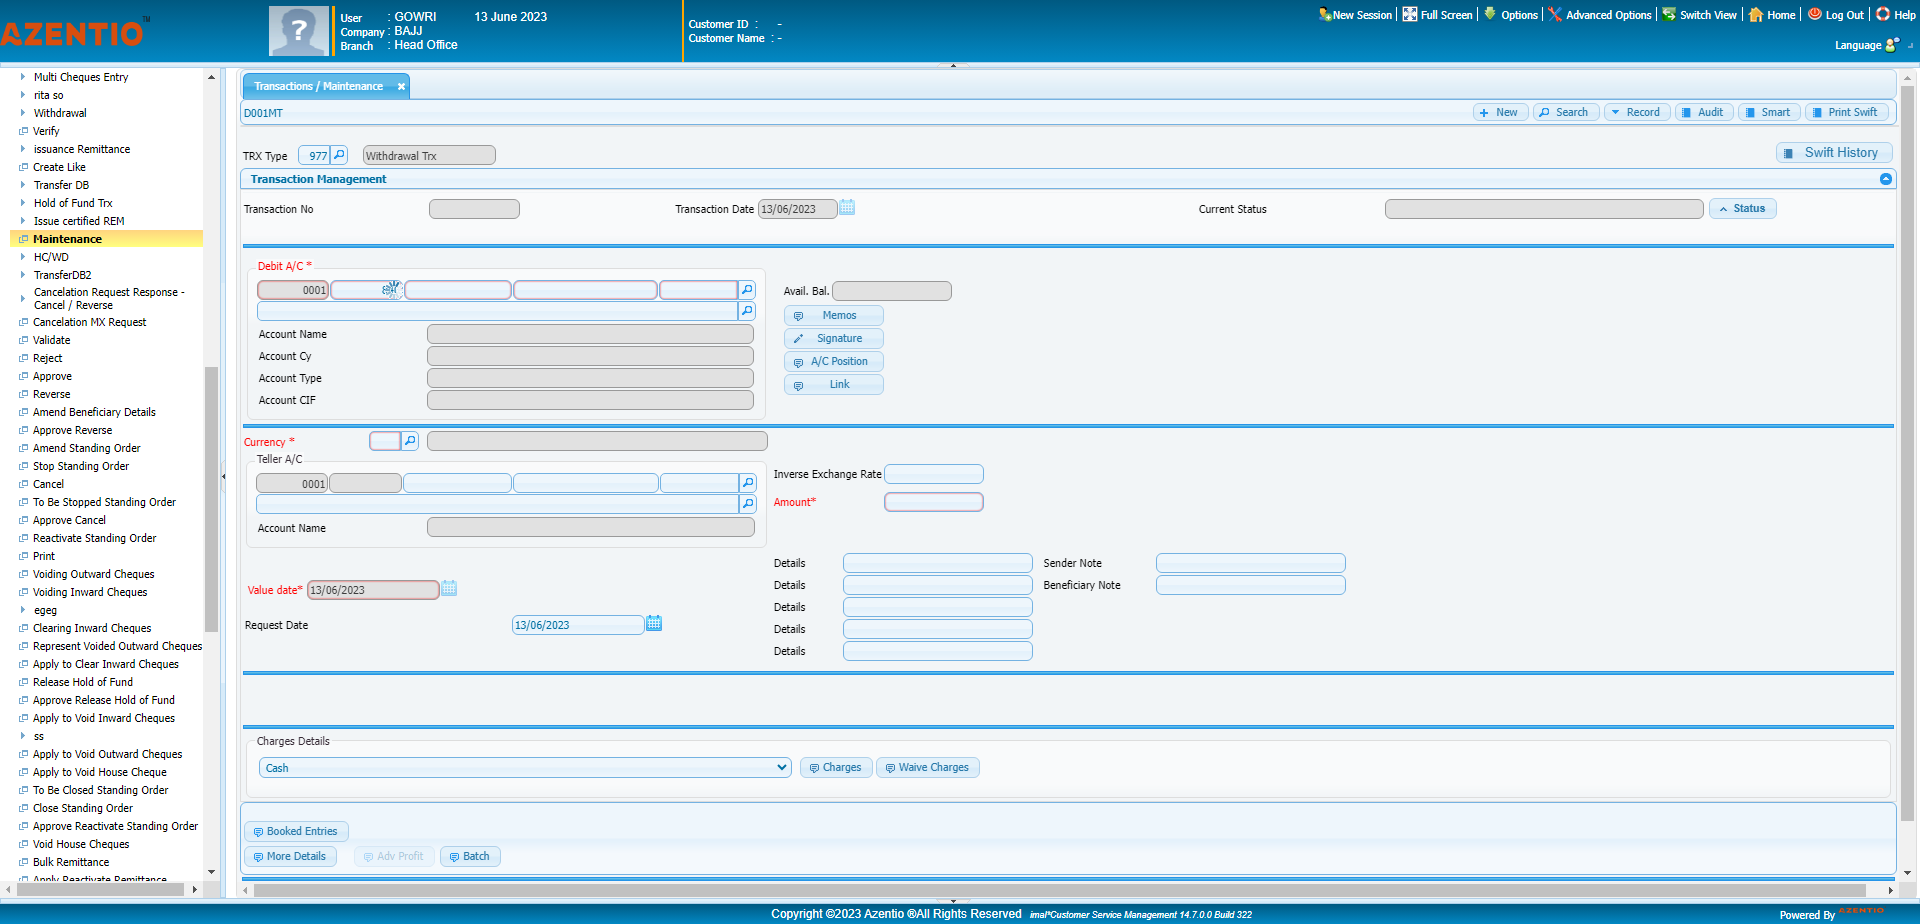 AZENTIO™
User : GOWRI 13 June 2023
Company : BAJJ
Branch : Head Office
Customer ID : -
Customer Name : -
New Session Full Screen Options Advanced Options Switch View Home Log Out Help
Language
Multi Cheques Entry
rita so
Withdrawal
Verify
issuance Remittance
Create Like
Transfer DB
Hold of Fund Trx
Issue certified REM
Maintenance
HC/WD
TransferDB2
Cancelation Request Response -
Cancel / Reverse
Cancelation MX Request
Validate
Reject
Approve
Reverse
Amend Beneficiary Details
Approve Reverse
Amend Standing Order
Stop Standing Order
Cancel
To Be Stopped Standing Order
Approve Cancel
Reactivate Standing Order
Print
Voiding Outward Cheques
Voiding Inward Cheques
egeg
Clearing Inward Cheques
Represent Voided Outward Cheques
Apply to Clear Inward Cheques
Release Hold of Fund
Approve Release Hold of Fund
Apply to Void Inward Cheques
ss
Apply to Void Outward Cheques
Apply to Void House Cheque
To Be Closed Standing Order
Close Standing Order
Approve Reactivate Standing Order
Void House Cheques
Bulk Remittance
Apply Reactivate Remittance
Transactions / Maintenance
D001MT
New Search Record Audit Smart Print Swift
TRX Type 977 Withdrawal Trx
Swift History
Transaction Management
Transaction No Transaction Date 13/06/2023 Current Status Status
Debit A/C *
0001
Avail. Bal.
Memos
Account Name
Signature
Account Cy
A/C Position
Account Type
Link
Account CIF
Currency *
Teller A/C
0001
Inverse Exchange Rate
Amount*
Account Name
Details Sender Note
Details Beneficiary Note
Value date* 13/06/2023
Details
Request Date 13/06/2023
Details
Details
Charges Details
Cash Charges Waive Charges
Booked Entries
More Details Adv Profit Batch
Copyright ©2023 Azentio ®All Rights Reserved imal*Customer Service Management 14.7.0.0 Build 322
Powered By AZENTIO